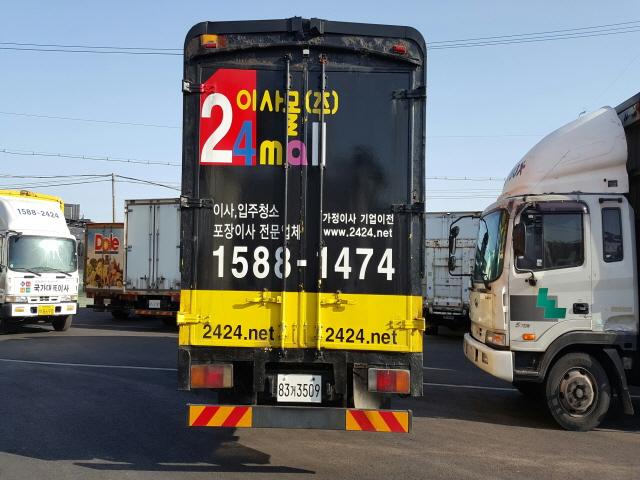 이사몰(주)
24mall
이사,입주청소
포장이사 전문업체
가정이사 기업이전
www.2424.net
1588-1474
2424.net
2424.net
83거3509
1588-2424
국가대표이사
Dole